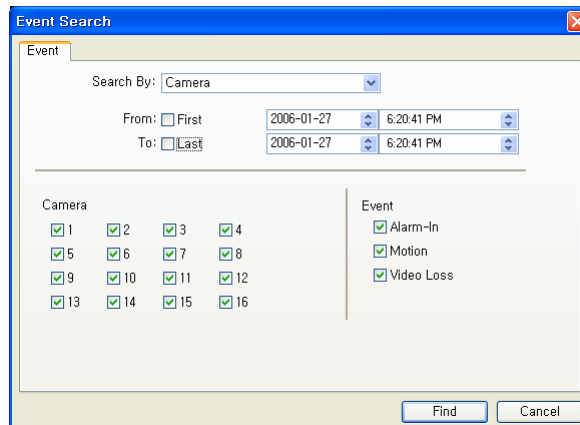 Event Search
Event
Search By: Camera
From: First 2006-01-27 6:20:41 PM
To: Last 2006-01-27 6:20:41 PM
Camera
1 2 3 4
5 6 7 8
9 10 11 12
13 14 15 16
Event
Alarm-In
Motion
Video Loss
Find Cancel